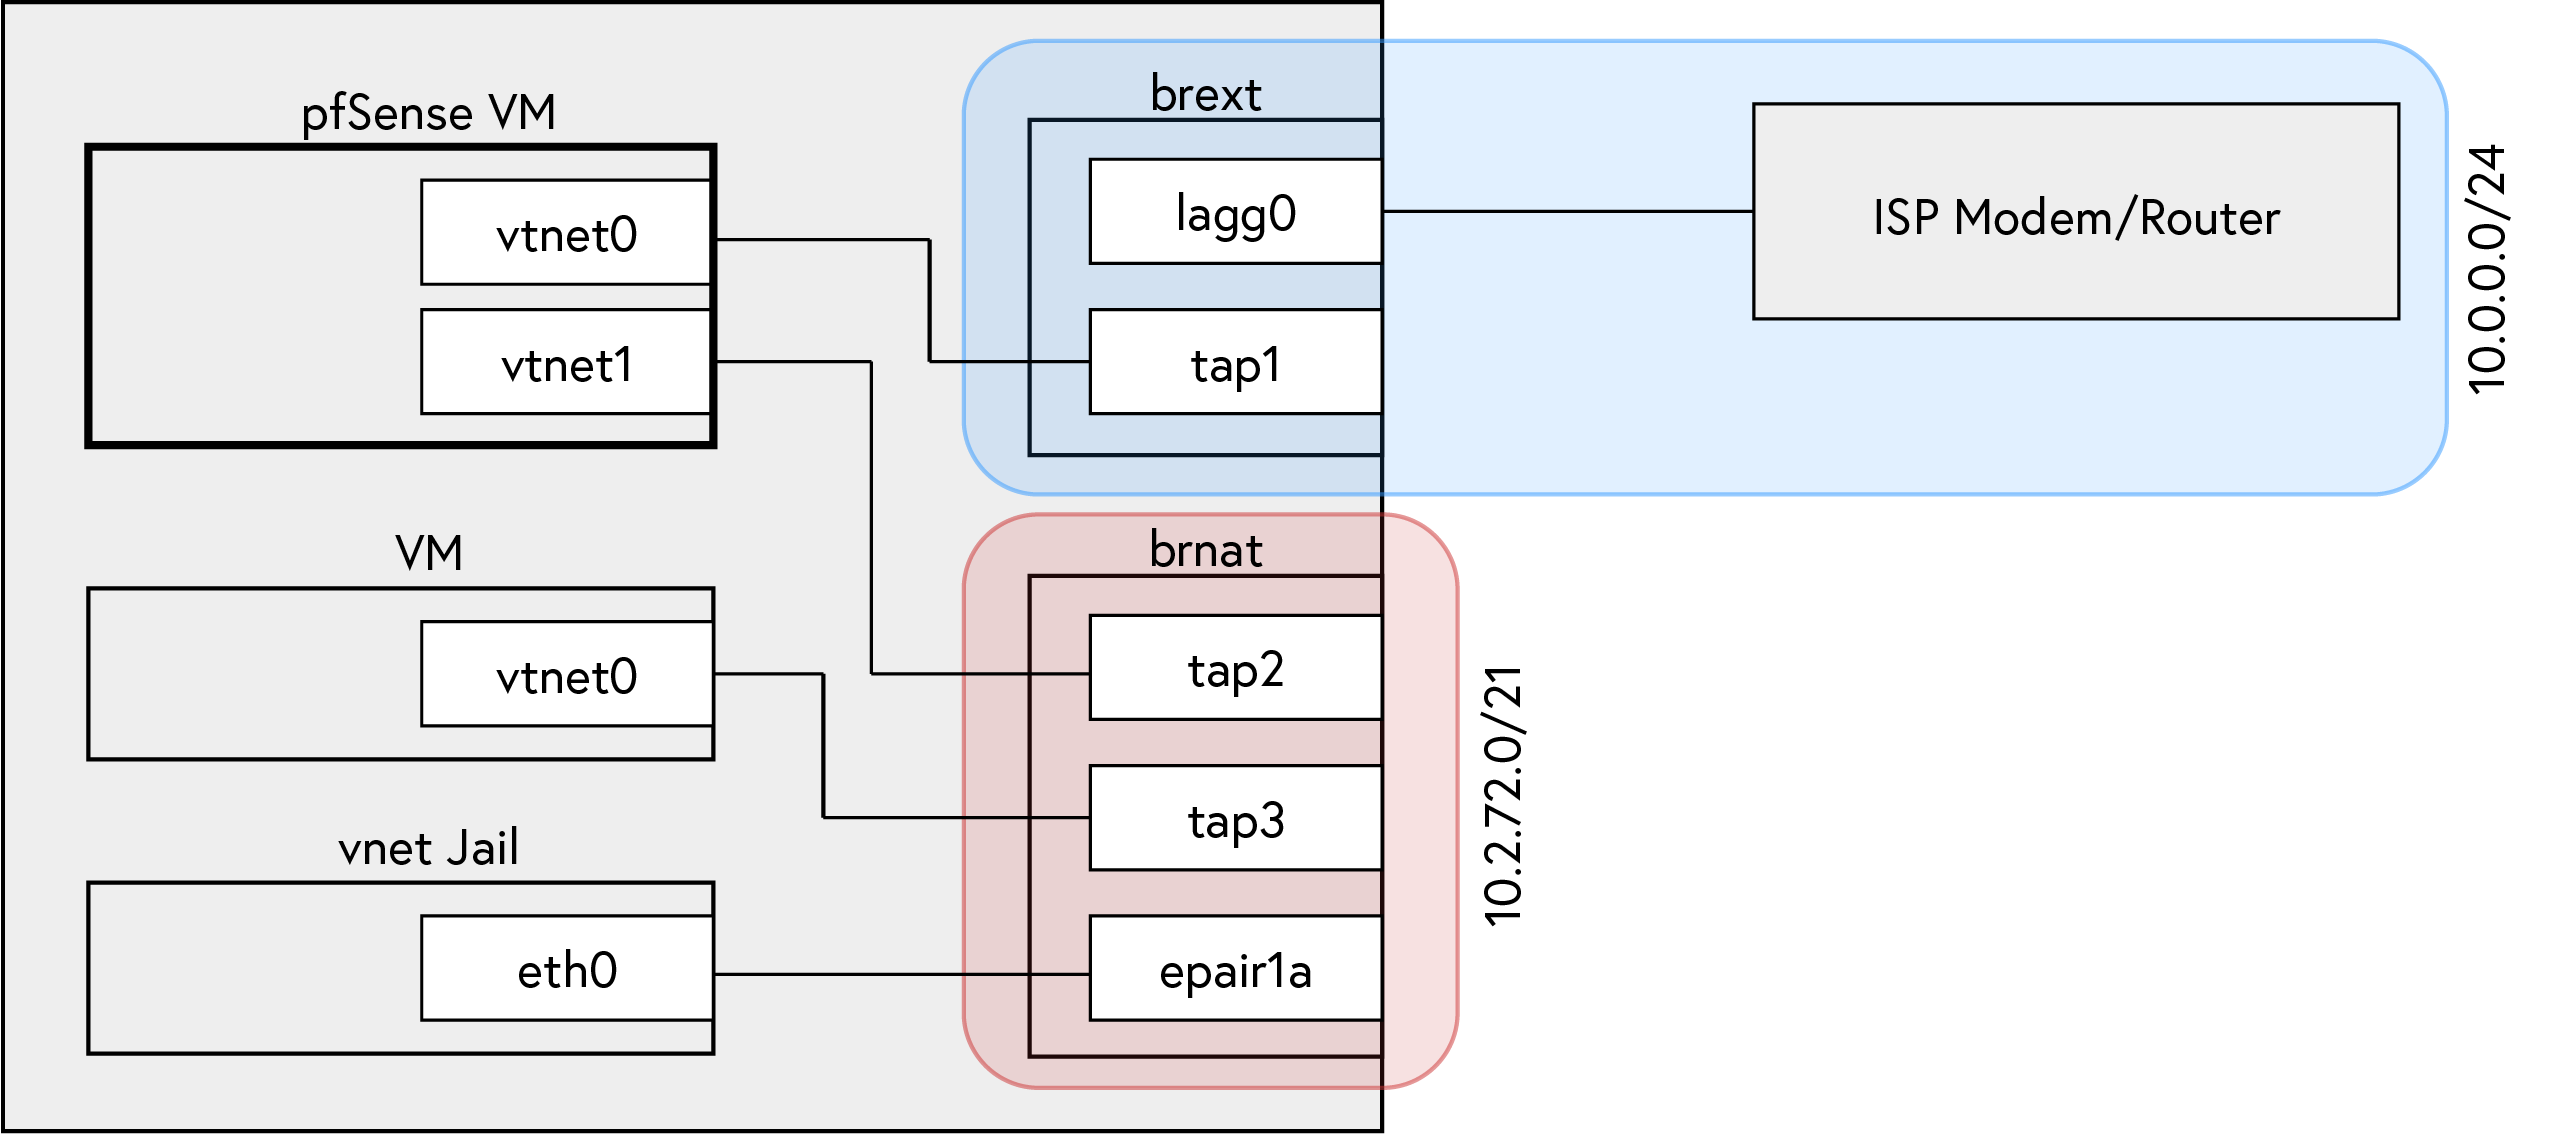 pfSense VM
vtnet0
vtnet1
VM
vtnet0
vnet Jail
eth0
brext
lagg0
tap1
brnat
tap2
tap3
epair1a
ISP Modem/Router
10.0.0.0/24
10.2.72.0/21